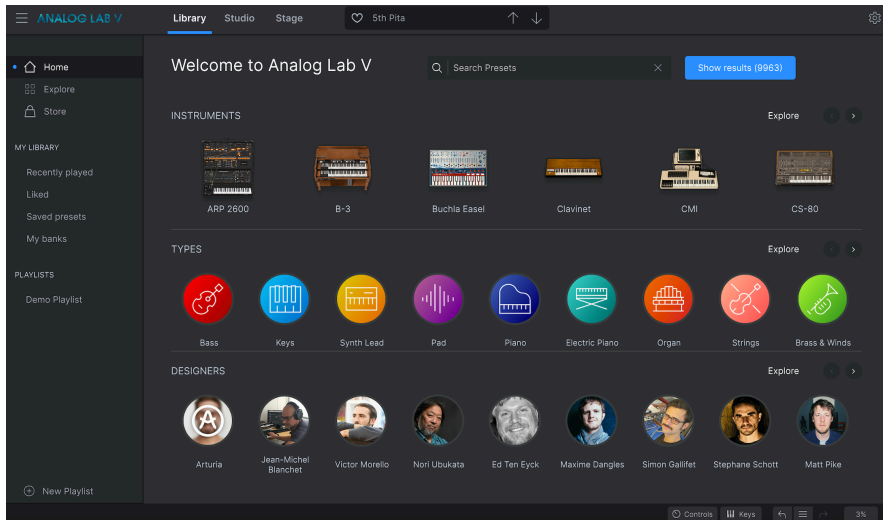 ANALOG LAB V
Library Studio Stage 5th Pita
Home
Explore
Store
MY LIBRARY
Recently played
Liked
Saved presets
My banks
PLAYLISTS
Demo Playlist
New Playlist
Welcome to Analog Lab V
Search Presets
Show results (9963)
INSTRUMENTS Explore
ARP 2600 B-3 Buchla Easel Clavinet CMI CS-80
TYPES Explore
Bass Keys Synth Lead Pad Piano Electric Piano Organ Strings Brass & Winds
DESIGNERS Explore
Arturia Jean-Michel Blanchet Victor Morello Nori Ubukata Ed Ten Eyck Maxime Dangles Simon Gallifet Stephane Schott Matt Pike
Controls Keys 3%